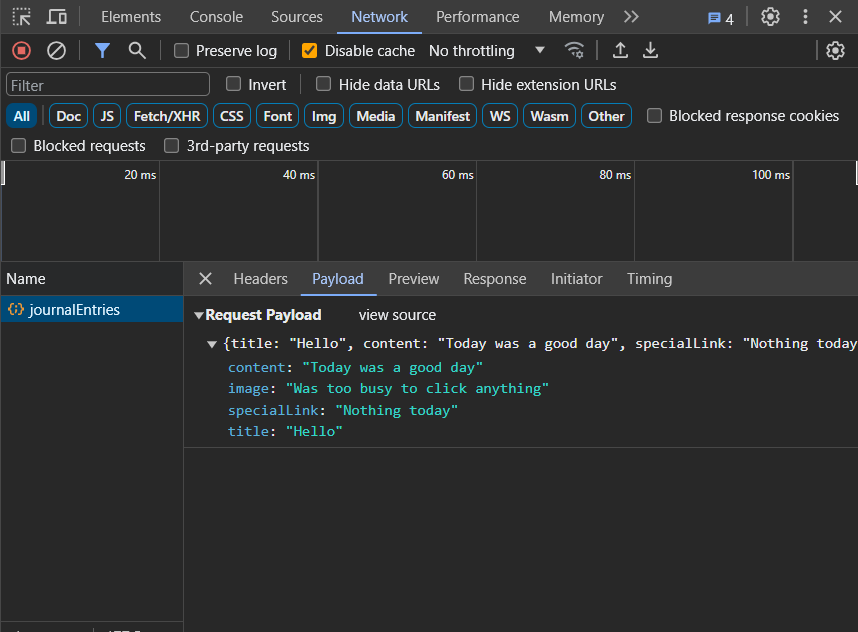 Elements Console Sources Network Performance Memory 4
Preserve log Disable cache No throttling
Filter Invert Hide data URLs Hide extension URLs
All Doc JS Fetch/XHR CSS Font Img Media Manifest WS Wasm Other Blocked response cookies
Blocked requests 3rd-party requests
20 ms 40 ms 60 ms 80 ms 100 ms
Name Headers Payload Preview Response Initiator Timing
journalEntries Request Payload view source
{title: "Hello", content: "Today was a good day", specialLink: "Nothing today
content: "Today was a good day"
image: "Was too busy to click anything"
specialLink: "Nothing today"
title: "Hello"